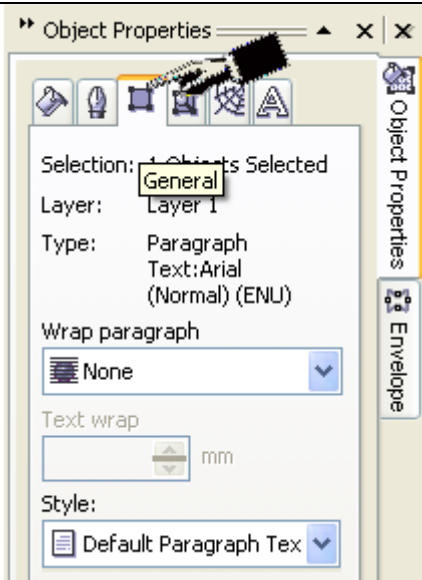 Object Properties
Selection: 1 Objects Selected
General
Layer: Layer 1
Type: Paragraph
Text:Arial
(Normal) (ENU)
Wrap paragraph
None
Text wrap
mm
Style:
Default Paragraph Tex
Object Properties
Envelope